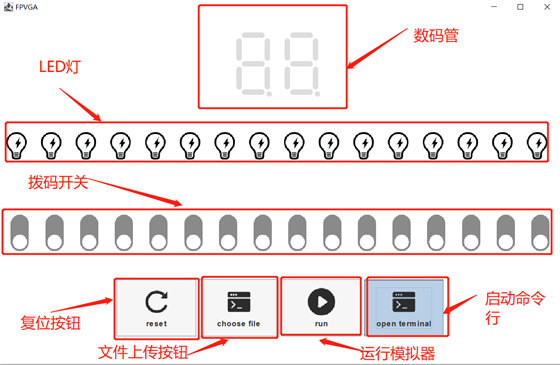 FPVGA
数码管
LED灯
拨码开关
reset
choose file
run
open terminal
启动命令
行
复位按钮
文件上传按钮
运行模拟器